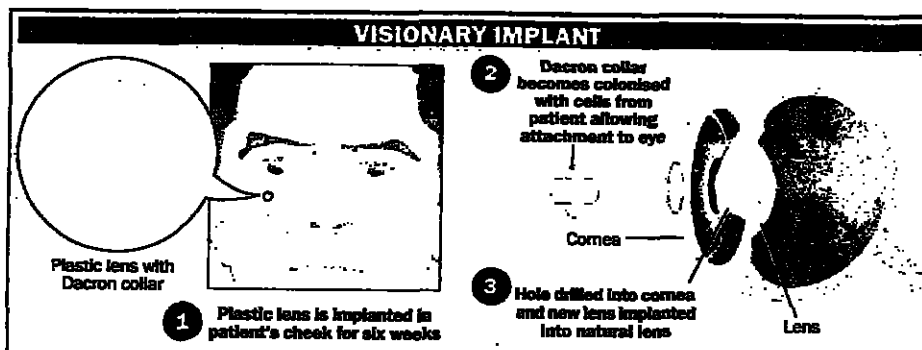 VISIONARY IMPLANT
Plastic lens with
Dacron collar
1
Plastic lens is implanted in
patient's cheek for six weeks
2
Dacron collar
becomes colonised
with cells from
patient allowing
attachment to eye
Cornea
3
Hole drilled into cornea
and new lens implanted
into natural lens
Lens